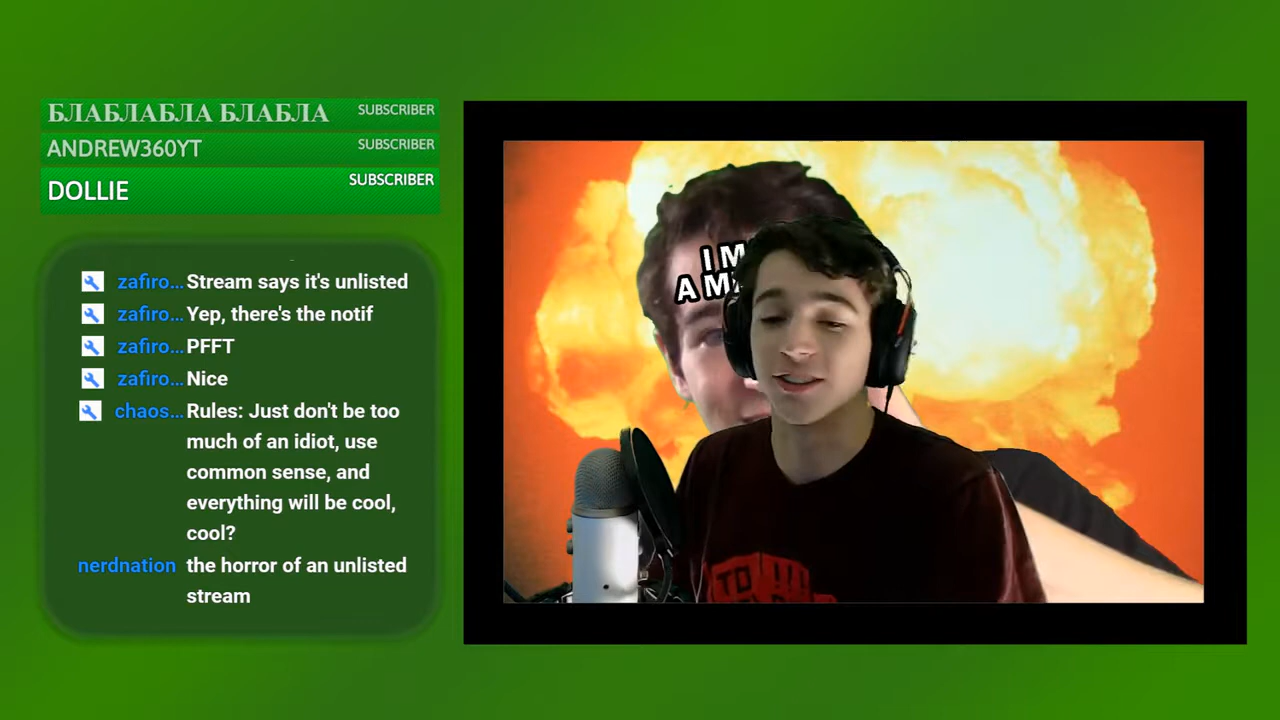 БЛАБЛАБЛА БЛАБЛА SUBSCRIBER
ANDREW360YT SUBSCRIBER
DOLLIE SUBSCRIBER
zafiro... Stream says it's unlisted
zafiro... Yep, there's the notif
zafiro... PFFT
zafiro... Nice
chaos... Rules: Just don't be too
much of an idiot, use
common sense, and
everything will be cool,
cool?
nerdnation the horror of an unlisted
stream
I M
A M
TO